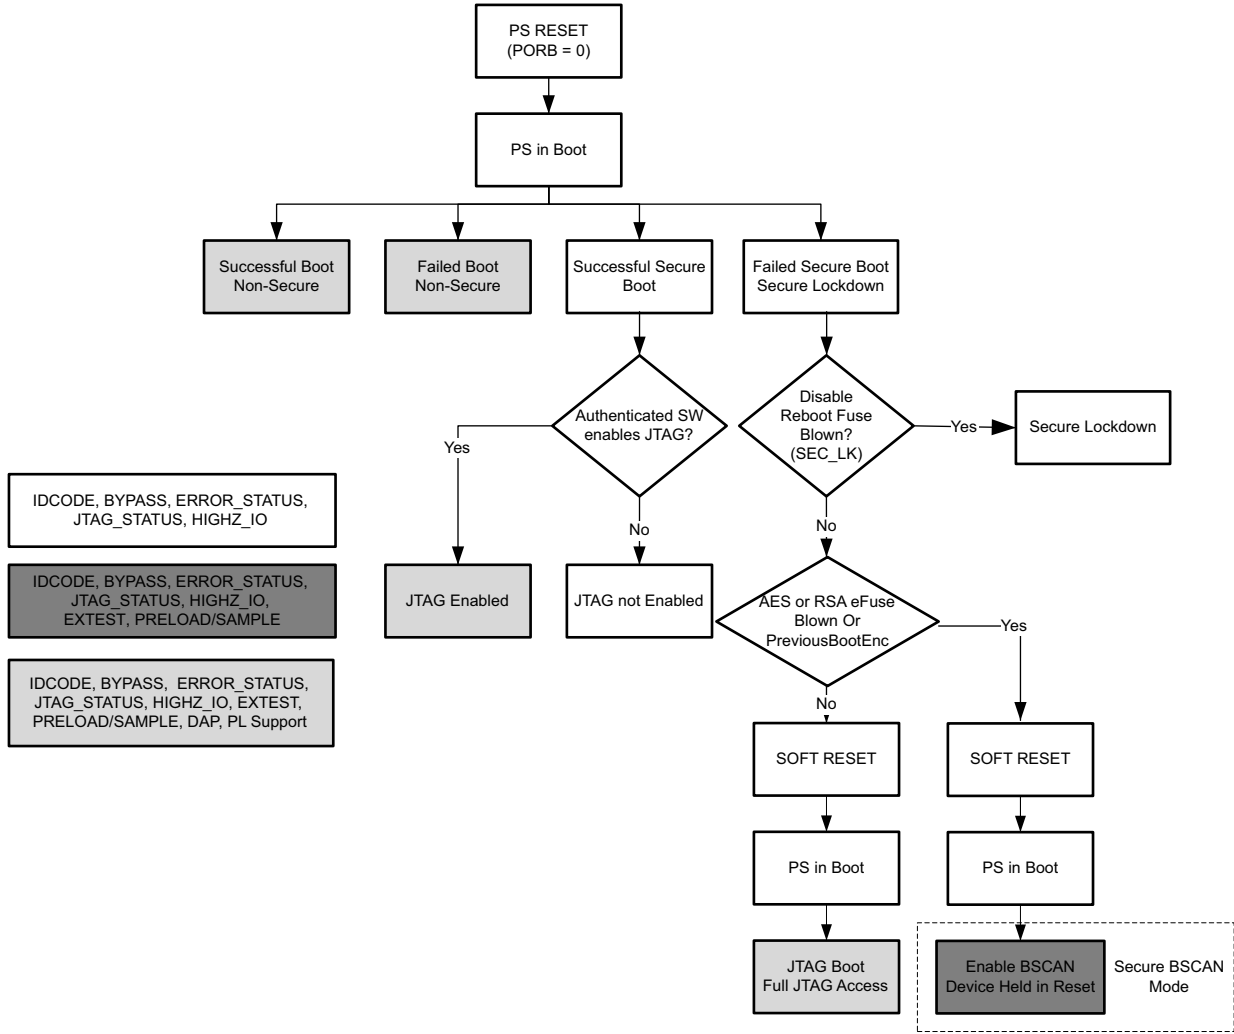 PS RESET
(PORB = 0)
PS in Boot
Successful Boot
Non-Secure
Failed Boot
Non-Secure
Successful Secure
Boot
Failed Secure Boot
Secure Lockdown
Authenticated SW
enables JTAG?
Disable
Reboot Fuse
Blown?
(SEC_LK)
Yes
Yes
Secure Lockdown
IDCODE, BYPASS, ERROR_STATUS,
JTAG_STATUS, HIGHZ_IO
No
No
IDCODE, BYPASS, ERROR_STATUS,
JTAG_STATUS, HIGHZ_IO,
EXTEST, PRELOAD/SAMPLE
JTAG Enabled
JTAG not Enabled
AES or RSA eFuse
Blown Or
PreviousBootEnc
Yes
IDCODE, BYPASS, ERROR_STATUS,
JTAG_STATUS, HIGHZ_IO, EXTEST,
PRELOAD/SAMPLE, DAP, PL Support
No
SOFT RESET
SOFT RESET
PS in Boot
PS in Boot
JTAG Boot
Full JTAG Access
Enable BSCAN
Device Held in Reset
Secure BSCAN
Mode